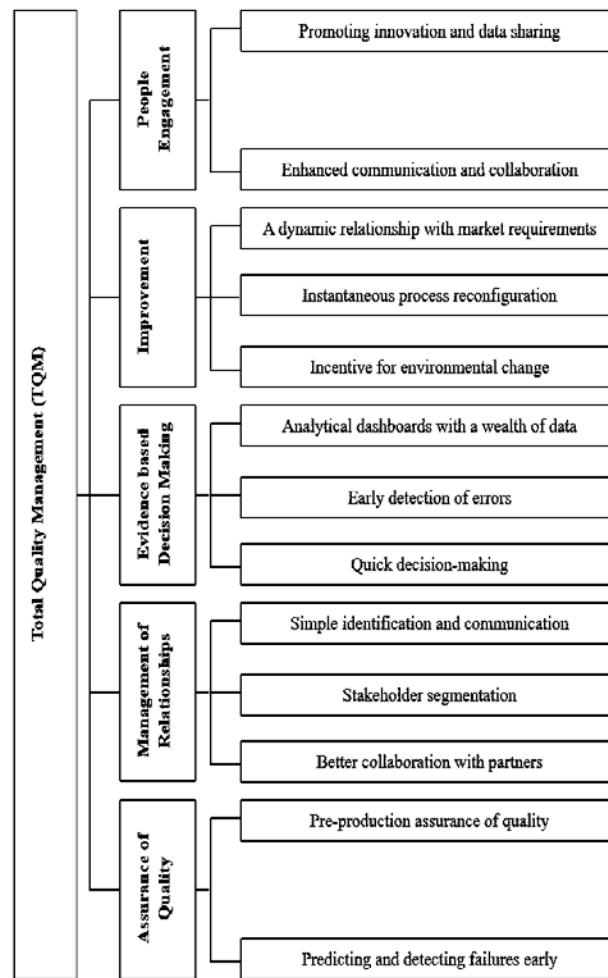 Total Quality Management (TQM)
People
Engagement
Promoting innovation and data sharing
Enhanced communication and collaboration
Improvement
A dynamic relationship with market requirements
Instantaneous process reconfiguration
Incentive for environmental change
Evidence based
Decision Making
Analytical dashboards with a wealth of data
Early detection of errors
Quick decision-making
Management of
Relationships
Simple identification and communication
Stakeholder segmentation
Better collaboration with partners
Assurance of
Quality
Pre-production assurance of quality
Predicting and detecting failures early